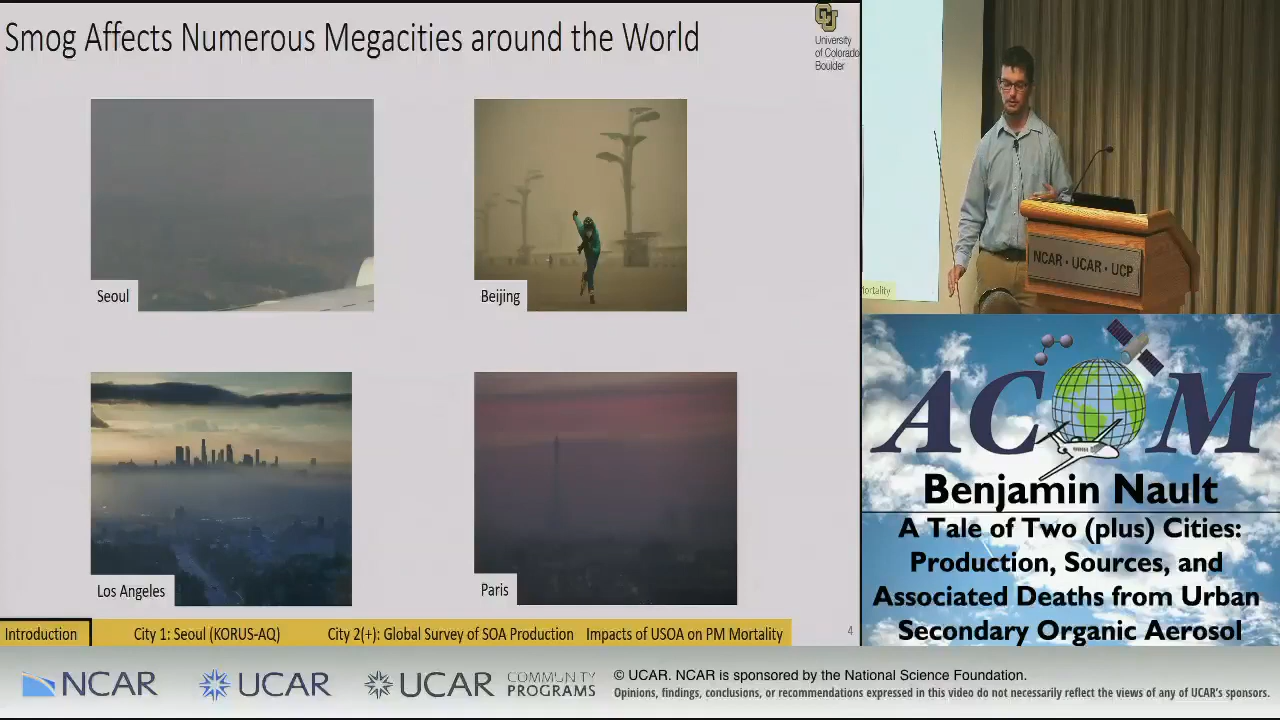 Smog Affects Numerous Megacities around the World
University
of Colorado
Boulder
Seoul
Beijing
Los Angeles
Paris
Introduction
City 1: Seoul (KORUS-AQ)
City 2(+): Global Survey of SOA Production
Impacts of USOA on PM Mortality
4
NCAR • UCAR • UCP
ACOM
Benjamin Nault
A Tale of Two (plus) Cities:
Production, Sources, and
Associated Deaths from Urban
Secondary Organic Aerosol
NCAR
UCAR
UCAR
COMMUNITY
PROGRAMS
© UCAR. NCAR is sponsored by the National Science Foundation.
Opinions, findings, conclusions, or recommendations expressed in this video do not necessarily reflect the views of any of UCAR's sponsors.